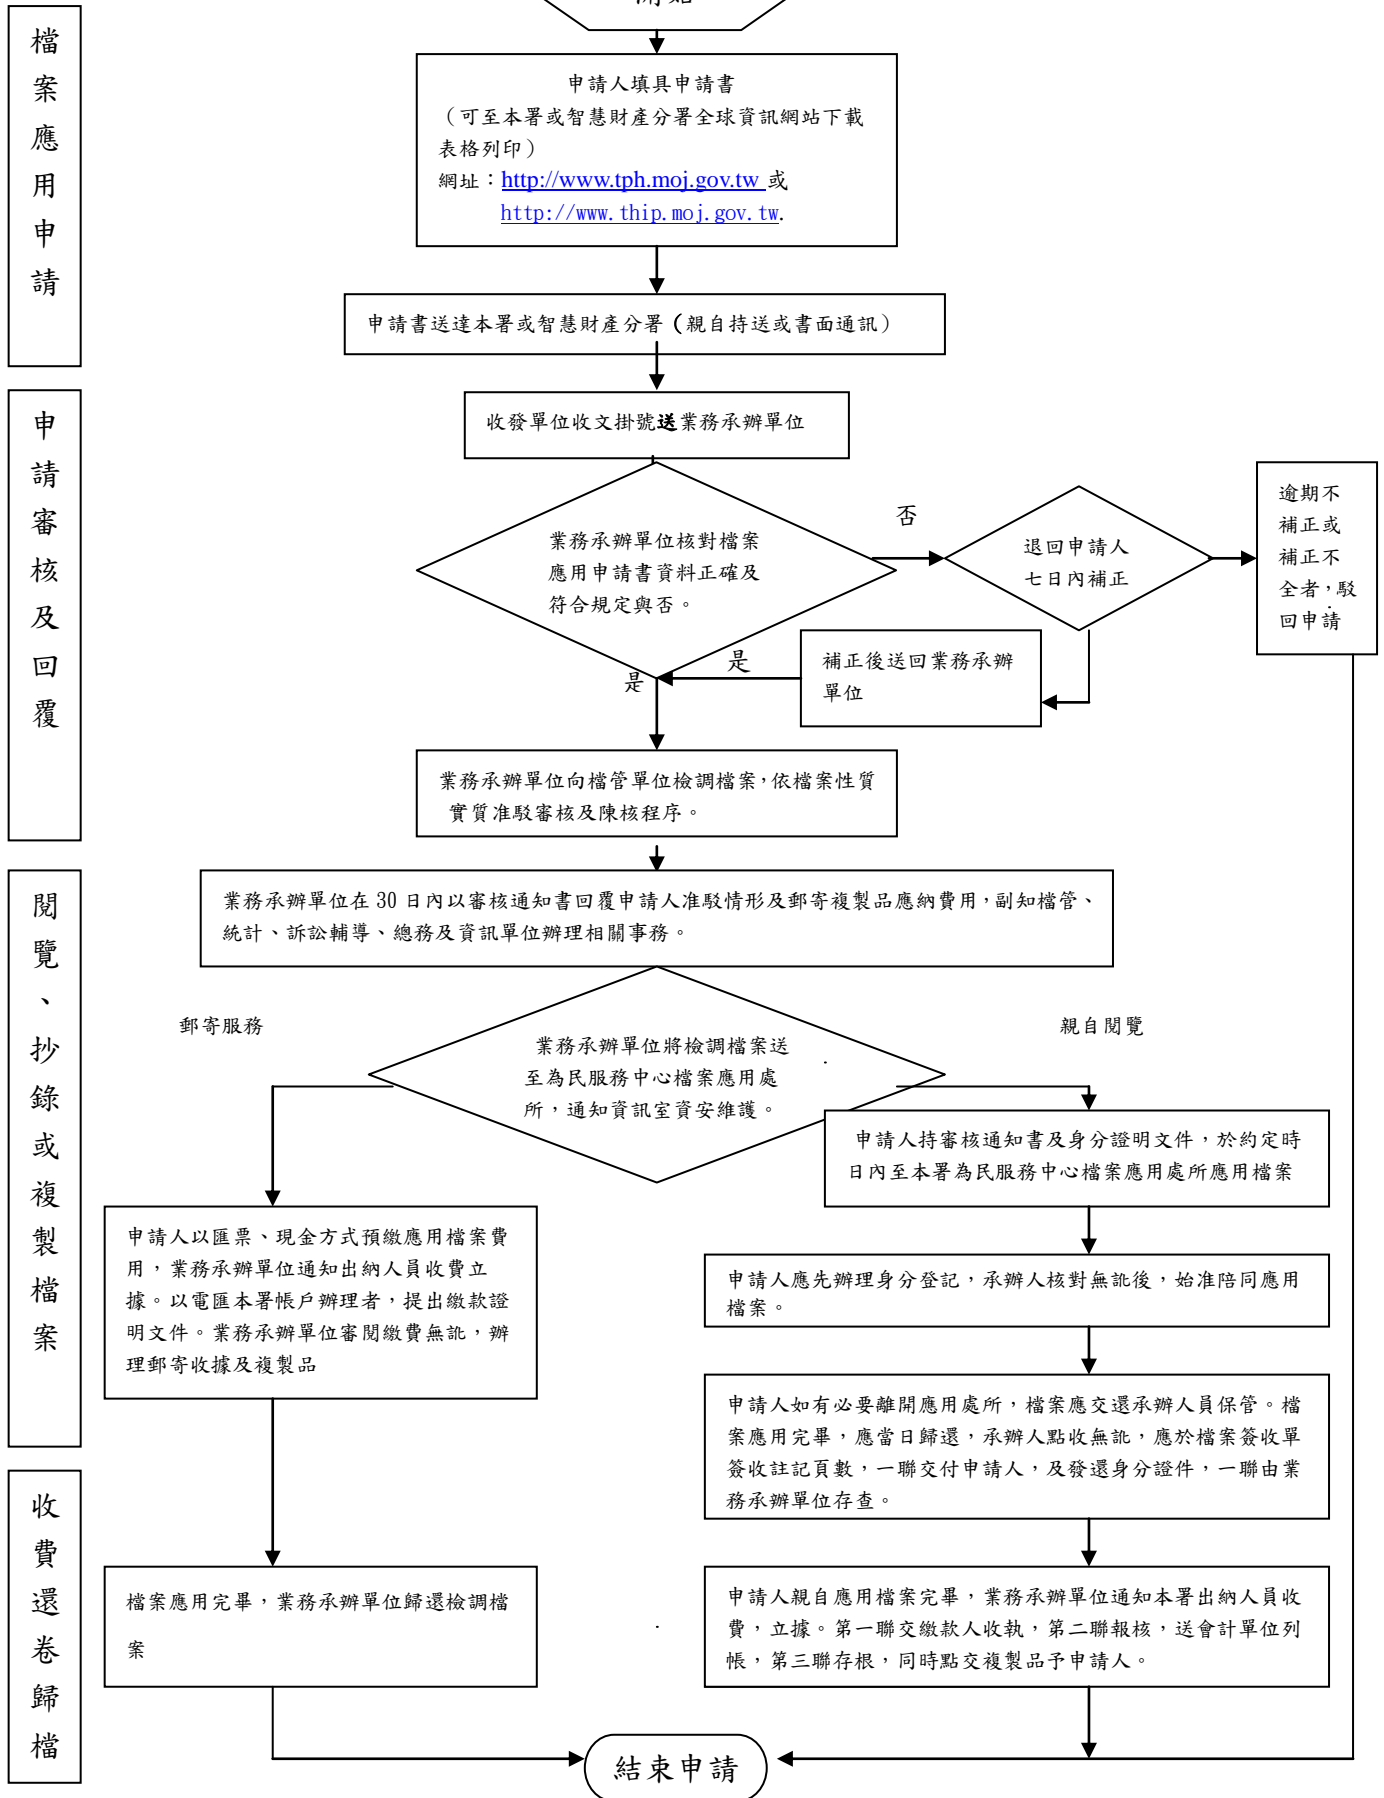 開始
檔案應用申請
申請人填具申請書
（可至本署或智慧財產分署全球資訊網站下載
表格列印）
網址：http://www.tph.moj.gov.tw 或
http://www.thip.moj.gov.tw.
申請書送達本署或智慧財產分署（親自持送或書面通訊）
申請審核及回覆
收發單位收文掛號送業務承辦單位
業務承辦單位核對檔案
應用申請書資料正確及
符合規定與否。
否
退回申請人
七日內補正
逾期不
補正或
補正不
全者，駁
回申請
補正後送回業務承辦
單位
是
是
業務承辦單位向檔管單位檢調檔案，依檔案性質
實質准駁審核及陳核程序。
閱覽、抄錄或複製檔案
業務承辦單位在 30 日內以審核通知書回覆申請人准駁情形及郵寄複製品應納費用，副知檔管、
統計、訴訟輔導、總務及資訊單位辦理相關事務。
郵寄服務
親自閱覽
業務承辦單位將檢調檔案送
至為民服務中心檔案應用處
所，通知資訊室資安維護。
申請人持審核通知書及身分證明文件，於約定時
日內至本署為民服務中心檔案應用處所應用檔案
申請人以匯票、現金方式預繳應用檔案費
用，業務承辦單位通知出納人員收費立
據。以電匯本署帳戶辦理者，提出繳款證
明文件。業務承辦單位審閱繳費無訛，辦
理郵寄收據及複製品
申請人應先辦理身分登記，承辦人核對無訛後，始准陪同應用
檔案。
申請人如有必要離開應用處所，檔案應交還承辦人員保管。檔
案應用完畢，應當日歸還，承辦人點收無訛，應於檔案簽收單
簽收註記頁數，一聯交付申請人，及發還身分證件，一聯由業
務承辦單位存查。
收費還卷歸檔
檔案應用完畢，業務承辦單位歸還檢調檔
案
申請人親自應用檔案完畢，業務承辦單位通知本署出納人員收
費，立據。第一聯交繳款人收執，第二聯報核，送會計單位列
帳，第三聯存根，同時點交複製品予申請人。
結束申請